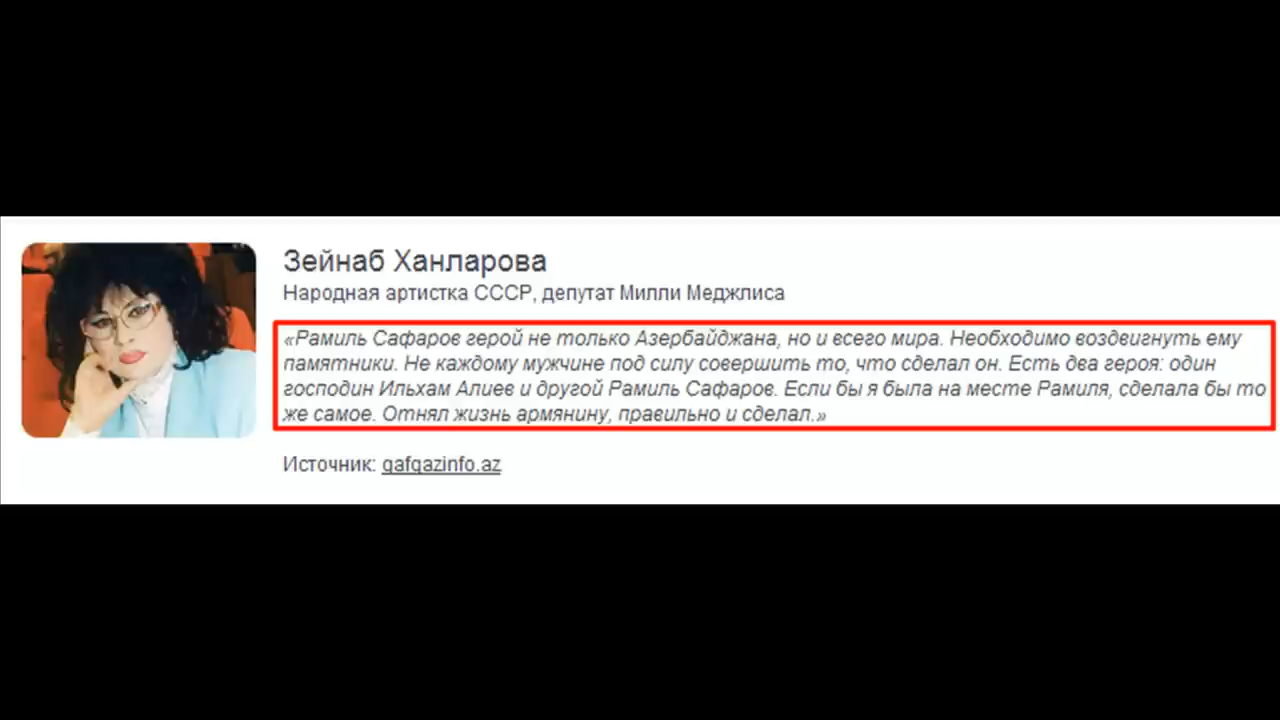 Зейнаб Ханларова
Народная артистка СССР, депутат Милли Меджлиса
«Рамиль Сафаров герой не только Азербайджана, но и всего мира. Необходимо воздвигнуть ему
памятники. Не каждому мужчине под силу совершить то, что сделал он. Есть два героя: один
господин Ильхам Алиев и другой Рамиль Сафаров. Если бы я была на месте Рамиля, сделала бы то
же самое. Отнял жизнь армянину, правильно и сделал.»
Источник: qafqazinfo.az